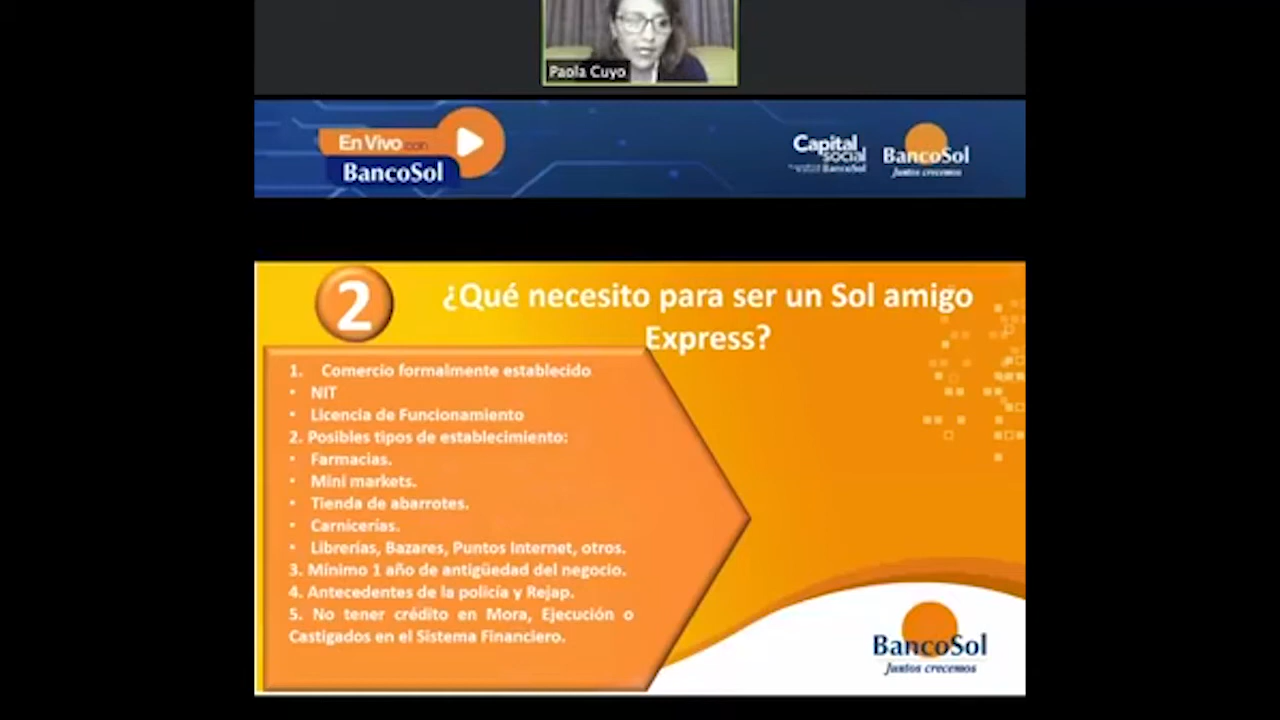 Paola Cuyo
En Vivo con
BancoSol
Capital
social
BancoSol
BancoSol
Juntos crecemos
2
¿Qué necesito para ser un Sol amigo
Express?
1. Comercio formalmente establecido
• NIT
• Licencia de Funcionamiento
2. Posibles tipos de establecimiento:
• Farmacias.
• Mini markets.
• Tienda de abarrotes.
• Carnicerías.
• Librerías, Bazares, Puntos Internet, otros.
3. Mínimo 1 año de antigüedad del negocio.
4. Antecedentes de la policía y Rejap.
5. No tener crédito en Mora, Ejecución o
Castigados en el Sistema Financiero.
BancoSol
Juntos crecemos